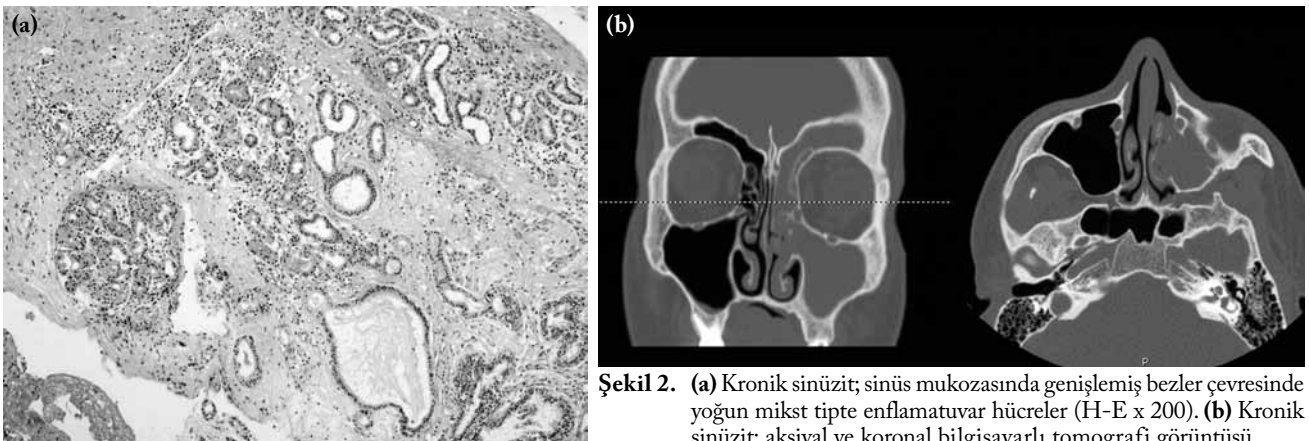 (a)
(b)
P
Şekil 2. (a) Kronik sinüzit; sinüs mukozasında genişlemiş bezler çevresinde
yoğun mikst tipte enflamatuvar hücreler (H-E x 200). (b) Kronik
sinüzit; aksiyal ve koronal bilgisayarlı tomografi görüntüsü